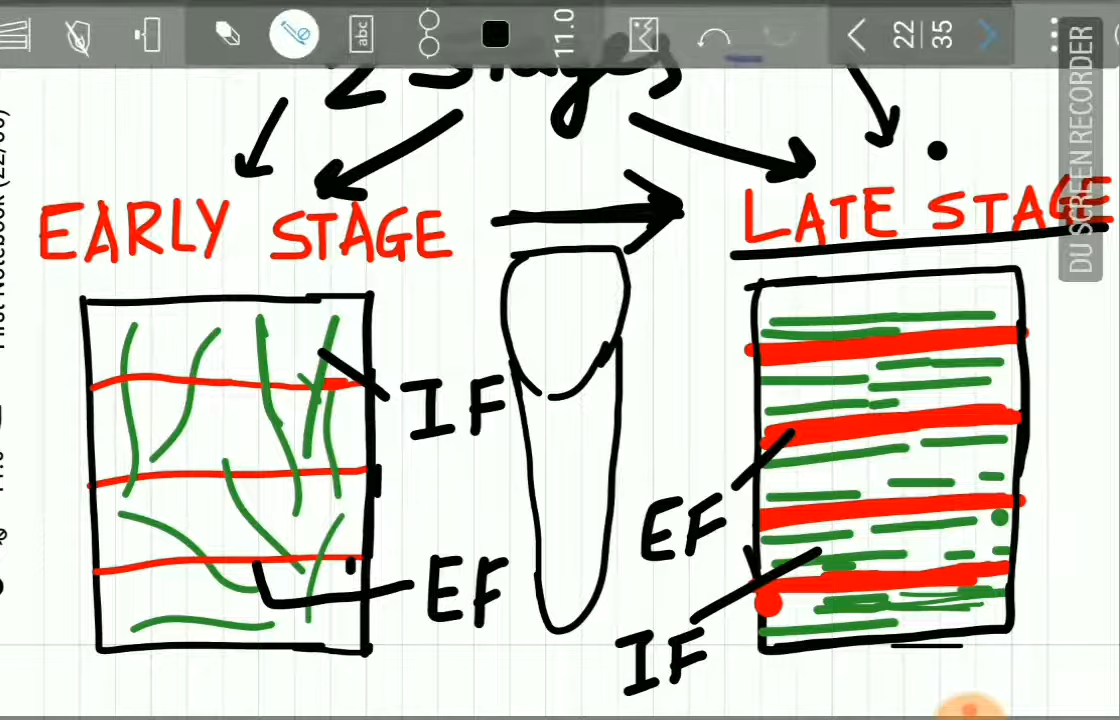 abc
11.0
22
35
2 Stages
EARLY STAGE
LATE STAGE
IF
EF
EF
IF
DU SCREEN RECORDER